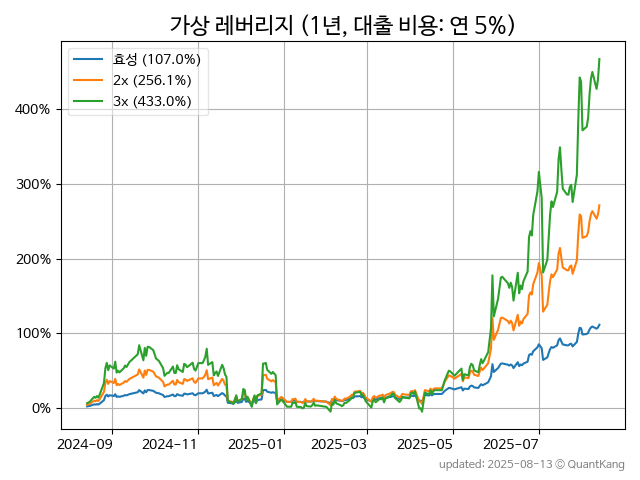 가상 레버리지 (1년, 대출 비용: 연 5%)
효성 (107.0%)
2x (256.1%)
3x (433.0%)
400%
300%
200%
100%
0%
2024-09 2024-11 2025-01 2025-03 2025-05 2025-07
updated: 2025-08-13 © QuantKang